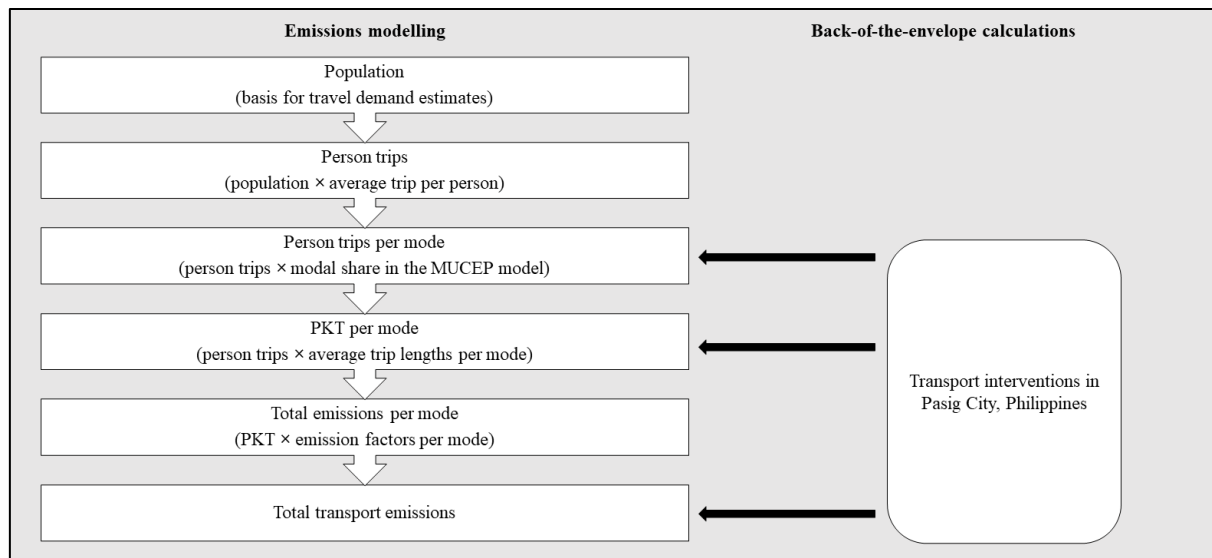 Emissions modelling
Back-of-the-envelope calculations
Population
(basis for travel demand estimates)
Person trips
(population × average trip per person)
Person trips per mode
(person trips × modal share in the MUCEP model)
PKT per mode
(person trips × average trip lengths per mode)
Total emissions per mode
(PKT × emission factors per mode)
Total transport emissions
Transport interventions in
Pasig City, Philippines